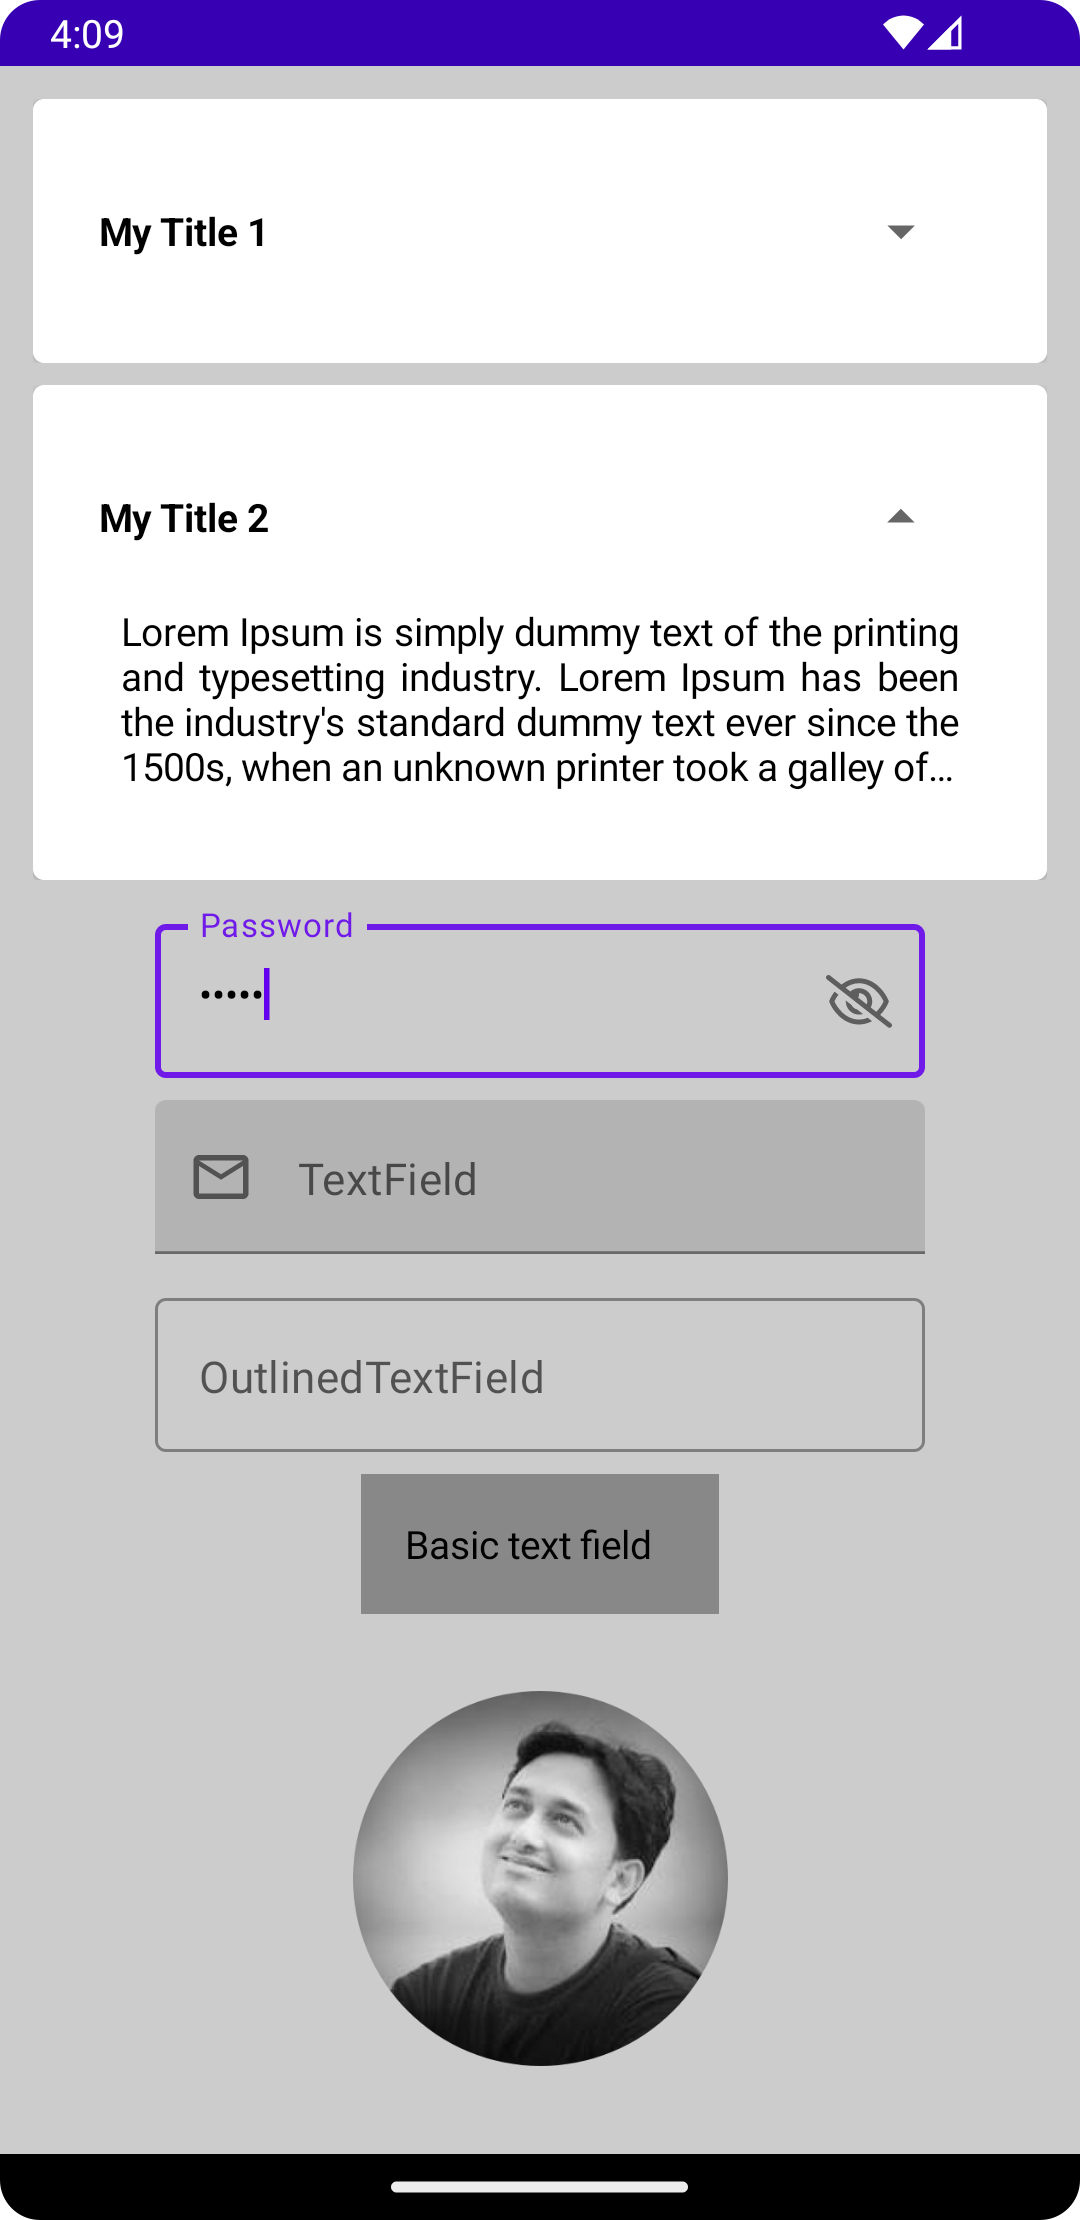 4:09
My Title 1
My Title 2
Lorem Ipsum is simply dummy text of the printing
and typesetting industry. Lorem Ipsum has been
the industry's standard dummy text ever since the
1500s, when an unknown printer took a galley of…
Password
•••••
TextField
OutlinedTextField
Basic text field